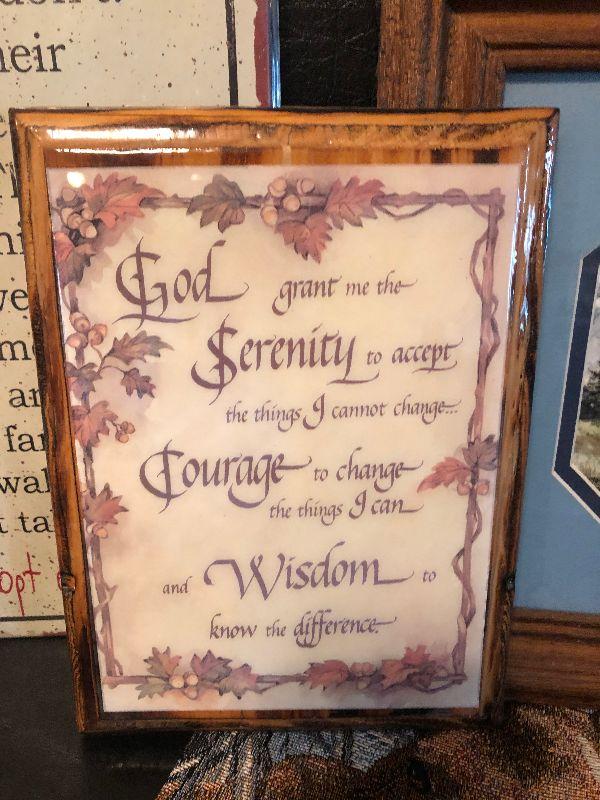 God grant me the
Serenity to accept
the things I cannot change...
Courage to change
the things I can
and Wisdom to
know the difference.
heir
opt